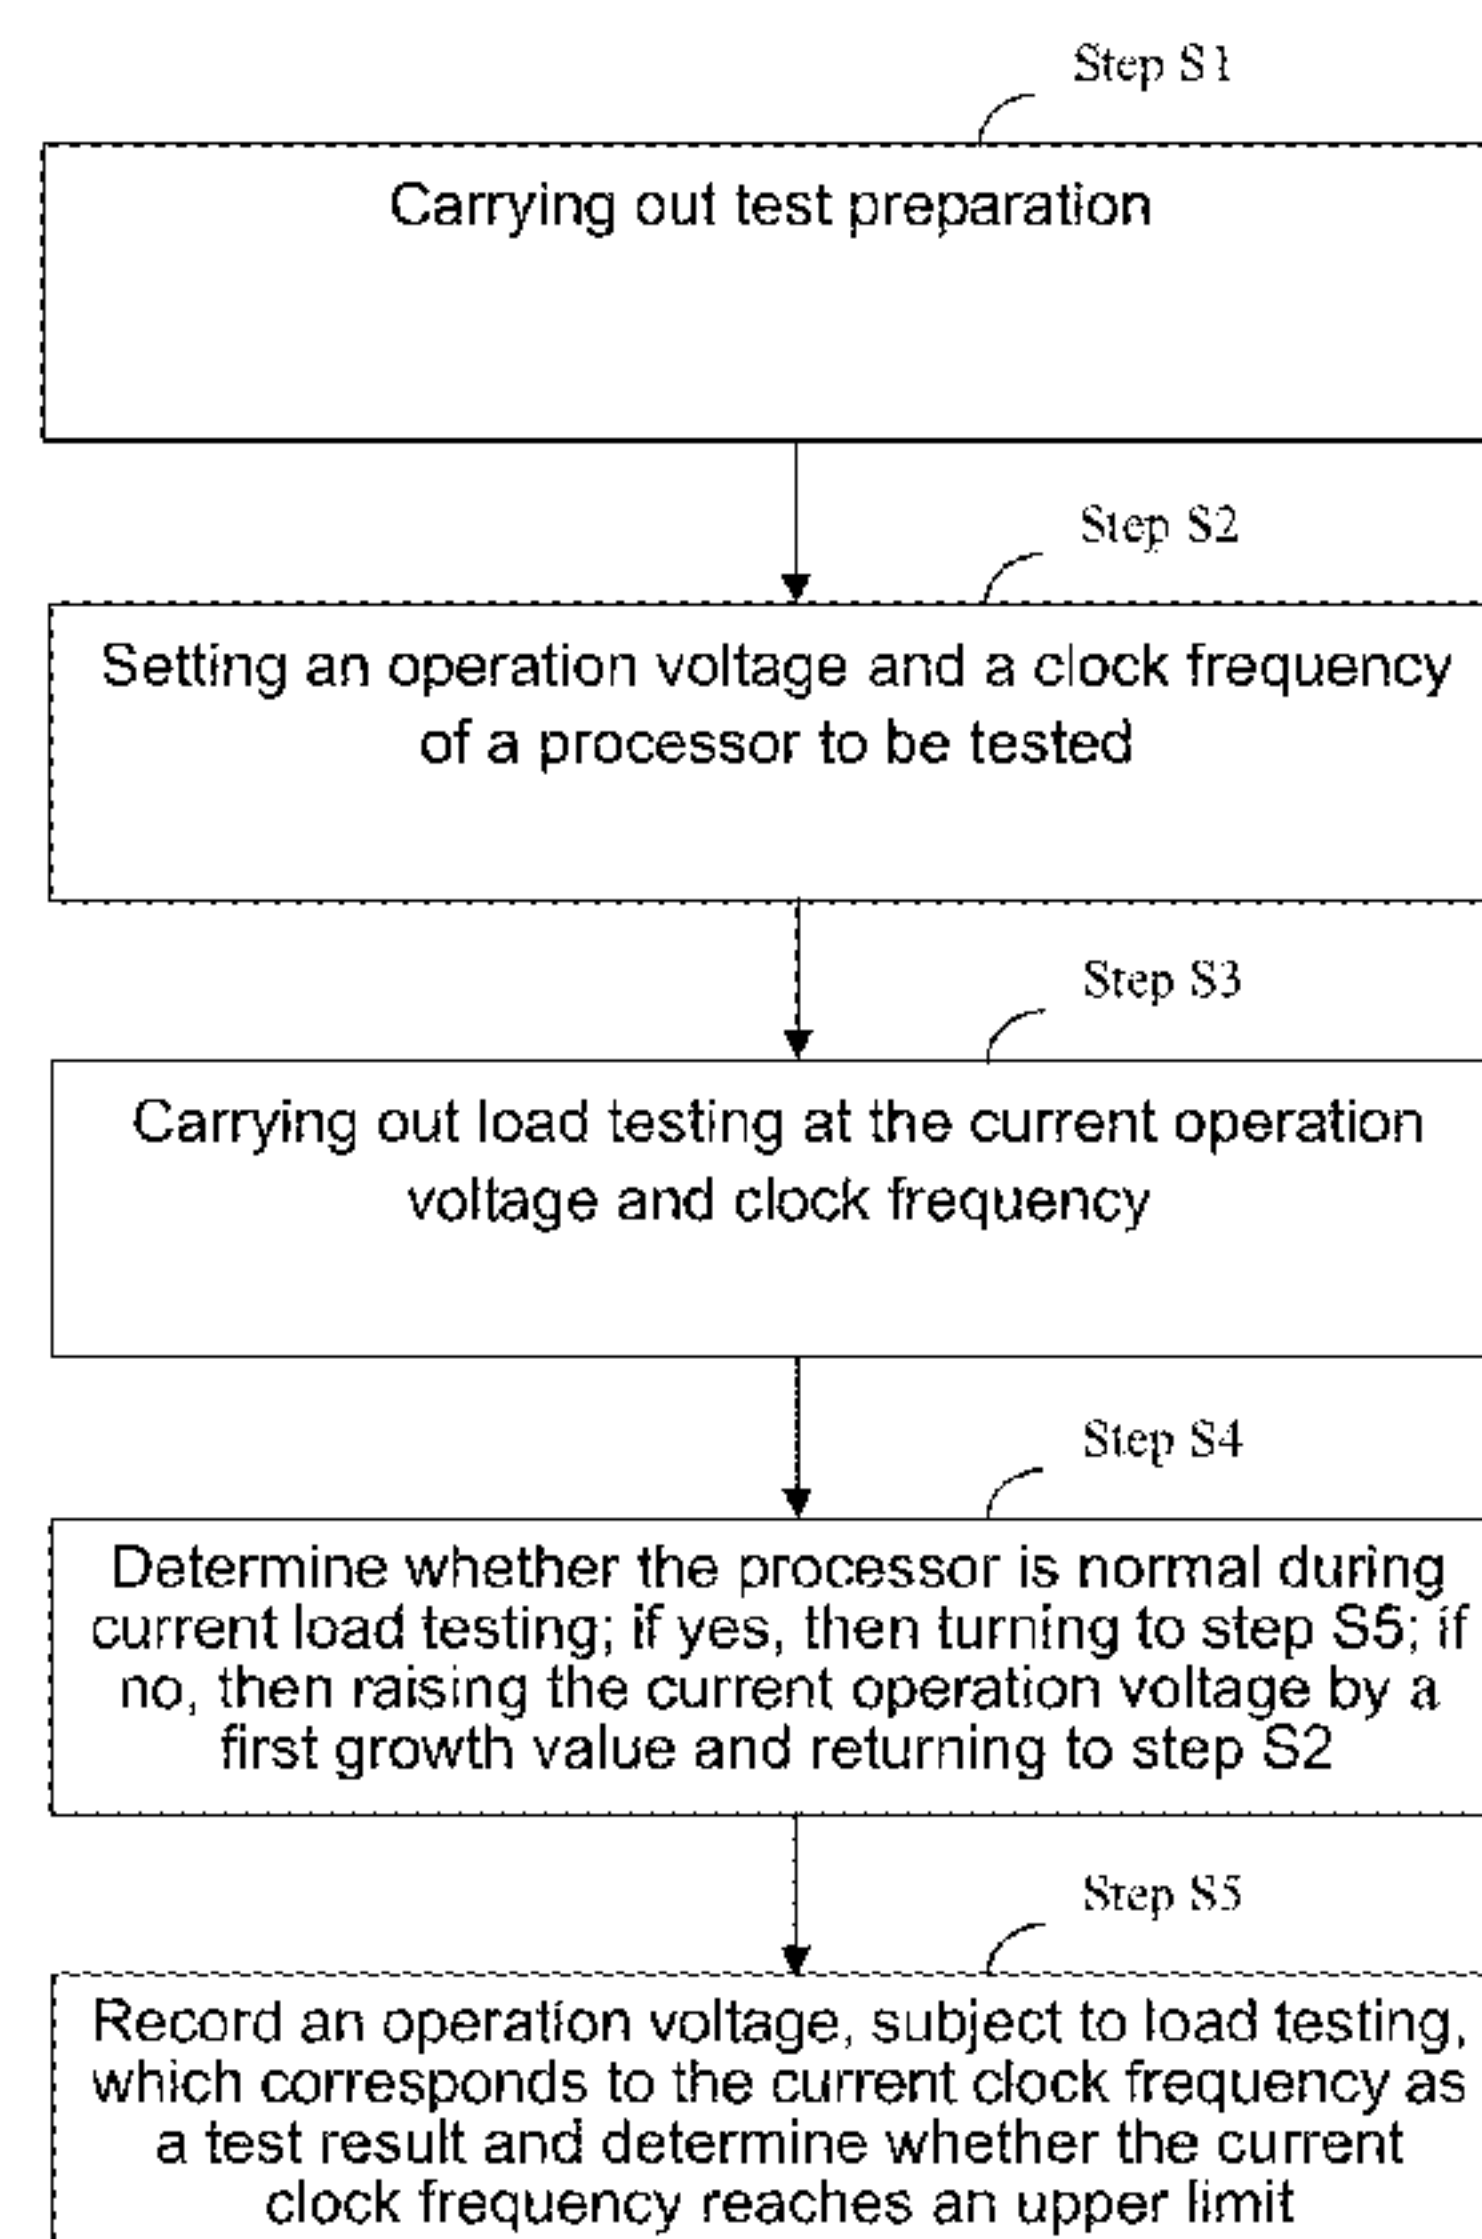 Step S1
Carrying out test preparation
Step S2
Setting an operation voltage and a clock frequency
of a processor to be tested
Step S3
Carrying out load testing at the current operation
voltage and clock frequency
Step S4
Determine whether the processor is normal during
current load testing; if yes, then turning to step S5; if
no, then raising the current operation voltage by a
first growth value and returning to step S2
Step S5
Record an operation voltage, subject to load testing,
which corresponds to the current clock frequency as
a test result and determine whether the current
clock frequency reaches an upper limit